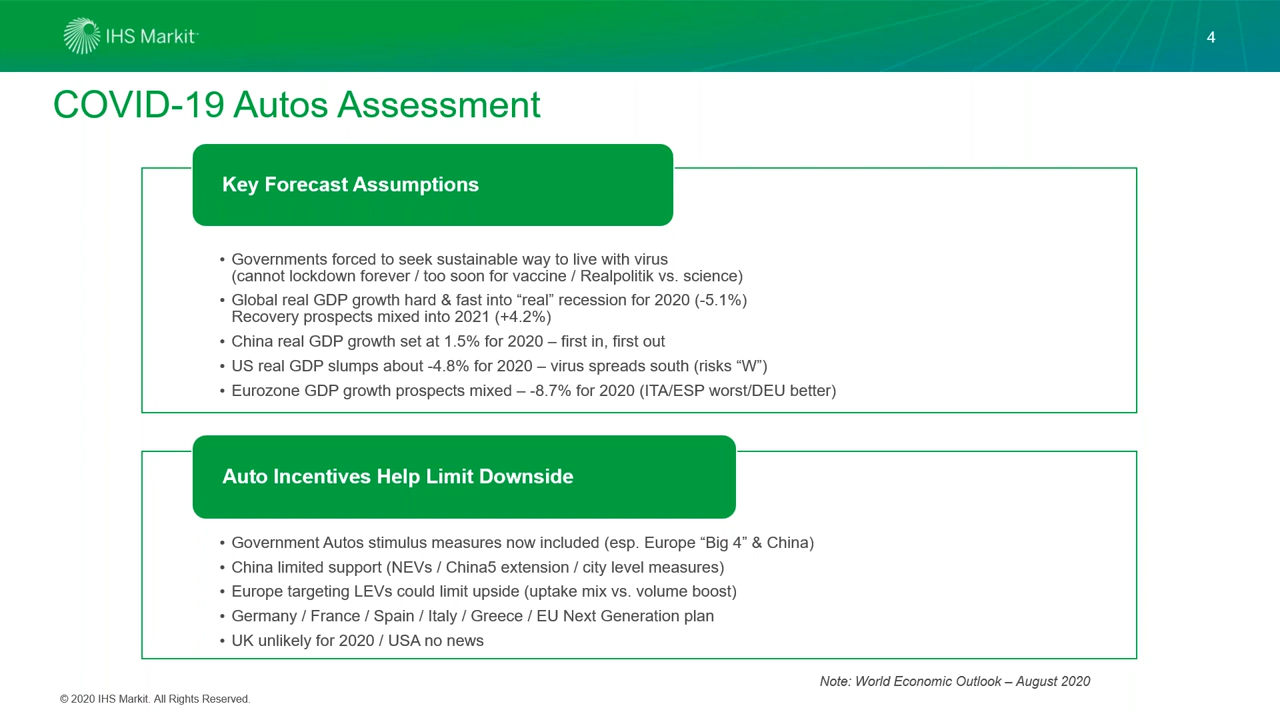 IHS Markit™
4
COVID-19 Autos Assessment
Key Forecast Assumptions
• Governments forced to seek sustainable way to live with virus
(cannot lockdown forever / too soon for vaccine / Realpolitik vs. science)
• Global real GDP growth hard & fast into “real” recession for 2020 (-5.1%)
Recovery prospects mixed into 2021 (+4.2%)
• China real GDP growth set at 1.5% for 2020 – first in, first out
• US real GDP slumps about -4.8% for 2020 – virus spreads south (risks “W”)
• Eurozone GDP growth prospects mixed – -8.7% for 2020 (ITA/ESP worst/DEU better)
Auto Incentives Help Limit Downside
• Government Autos stimulus measures now included (esp. Europe “Big 4” & China)
• China limited support (NEVs / China5 extension / city level measures)
• Europe targeting LEVs could limit upside (uptake mix vs. volume boost)
• Germany / France / Spain / Italy / Greece / EU Next Generation plan
• UK unlikely for 2020 / USA no news
Note: World Economic Outlook – August 2020
© 2020 IHS Markit. All Rights Reserved.